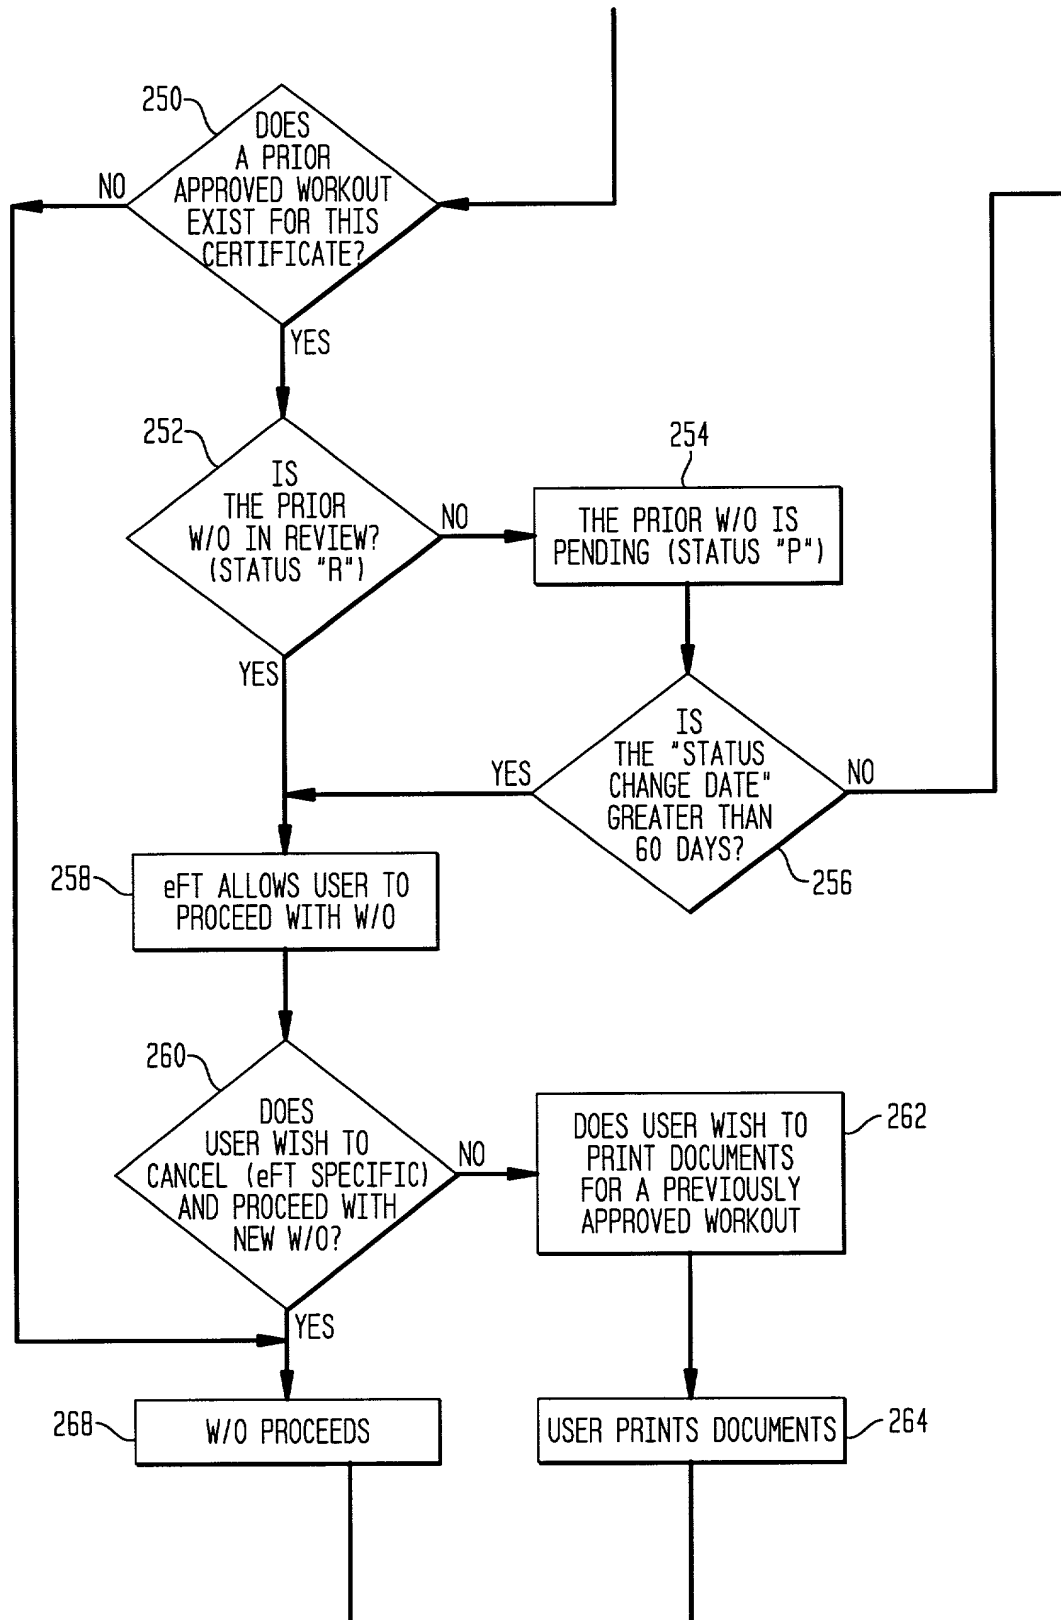 250
DOES
A PRIOR
APPROVED WORKOUT
EXIST FOR THIS
CERTIFICATE?
NO
YES
252
IS
THE PRIOR
W/O IN REVIEW?
(STATUS "R")
NO
YES
254
THE PRIOR W/O IS
PENDING (STATUS "P")
IS
THE "STATUS
CHANGE DATE"
GREATER THAN
60 DAYS?
YES
NO
256
258
eFT ALLOWS USER TO
PROCEED WITH W/O
260
DOES
USER WISH TO
CANCEL (eFT SPECIFIC)
AND PROCEED WITH
NEW W/O?
NO
YES
262
DOES USER WISH TO
PRINT DOCUMENTS
FOR A PREVIOUSLY
APPROVED WORKOUT
268
W/O PROCEEDS
USER PRINTS DOCUMENTS
264